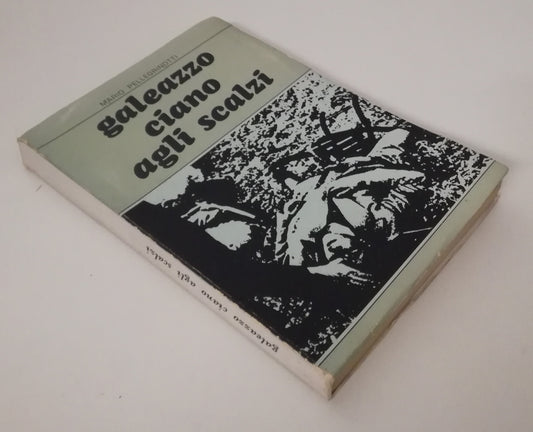 MARIO PELLEGRINOTTI
galeazzo
ciano
agli scalzi
galeazzo ciano agli scalzi